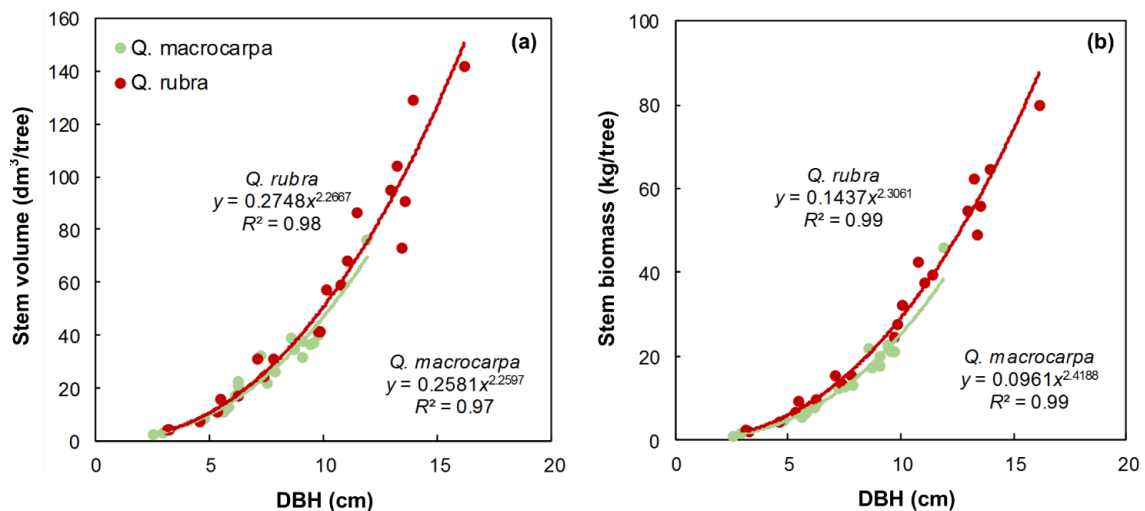 (a)
Q. macrocarpa
Q. rubra
Q. rubra
y = 0.2748x^2.2667
R² = 0.98
Q. macrocarpa
y = 0.2581x^2.2597
R² = 0.97
Stem volume (dm³/tree)
160
140
120
100
80
60
40
20
0
0 5 10 15 20
DBH (cm)
(b)
Q. rubra
y = 0.1437x^2.3061
R² = 0.99
Q. macrocarpa
y = 0.0961x^2.4188
R² = 0.99
Stem biomass (kg/tree)
100
80
60
40
20
0
0 5 10 15 20
DBH (cm)